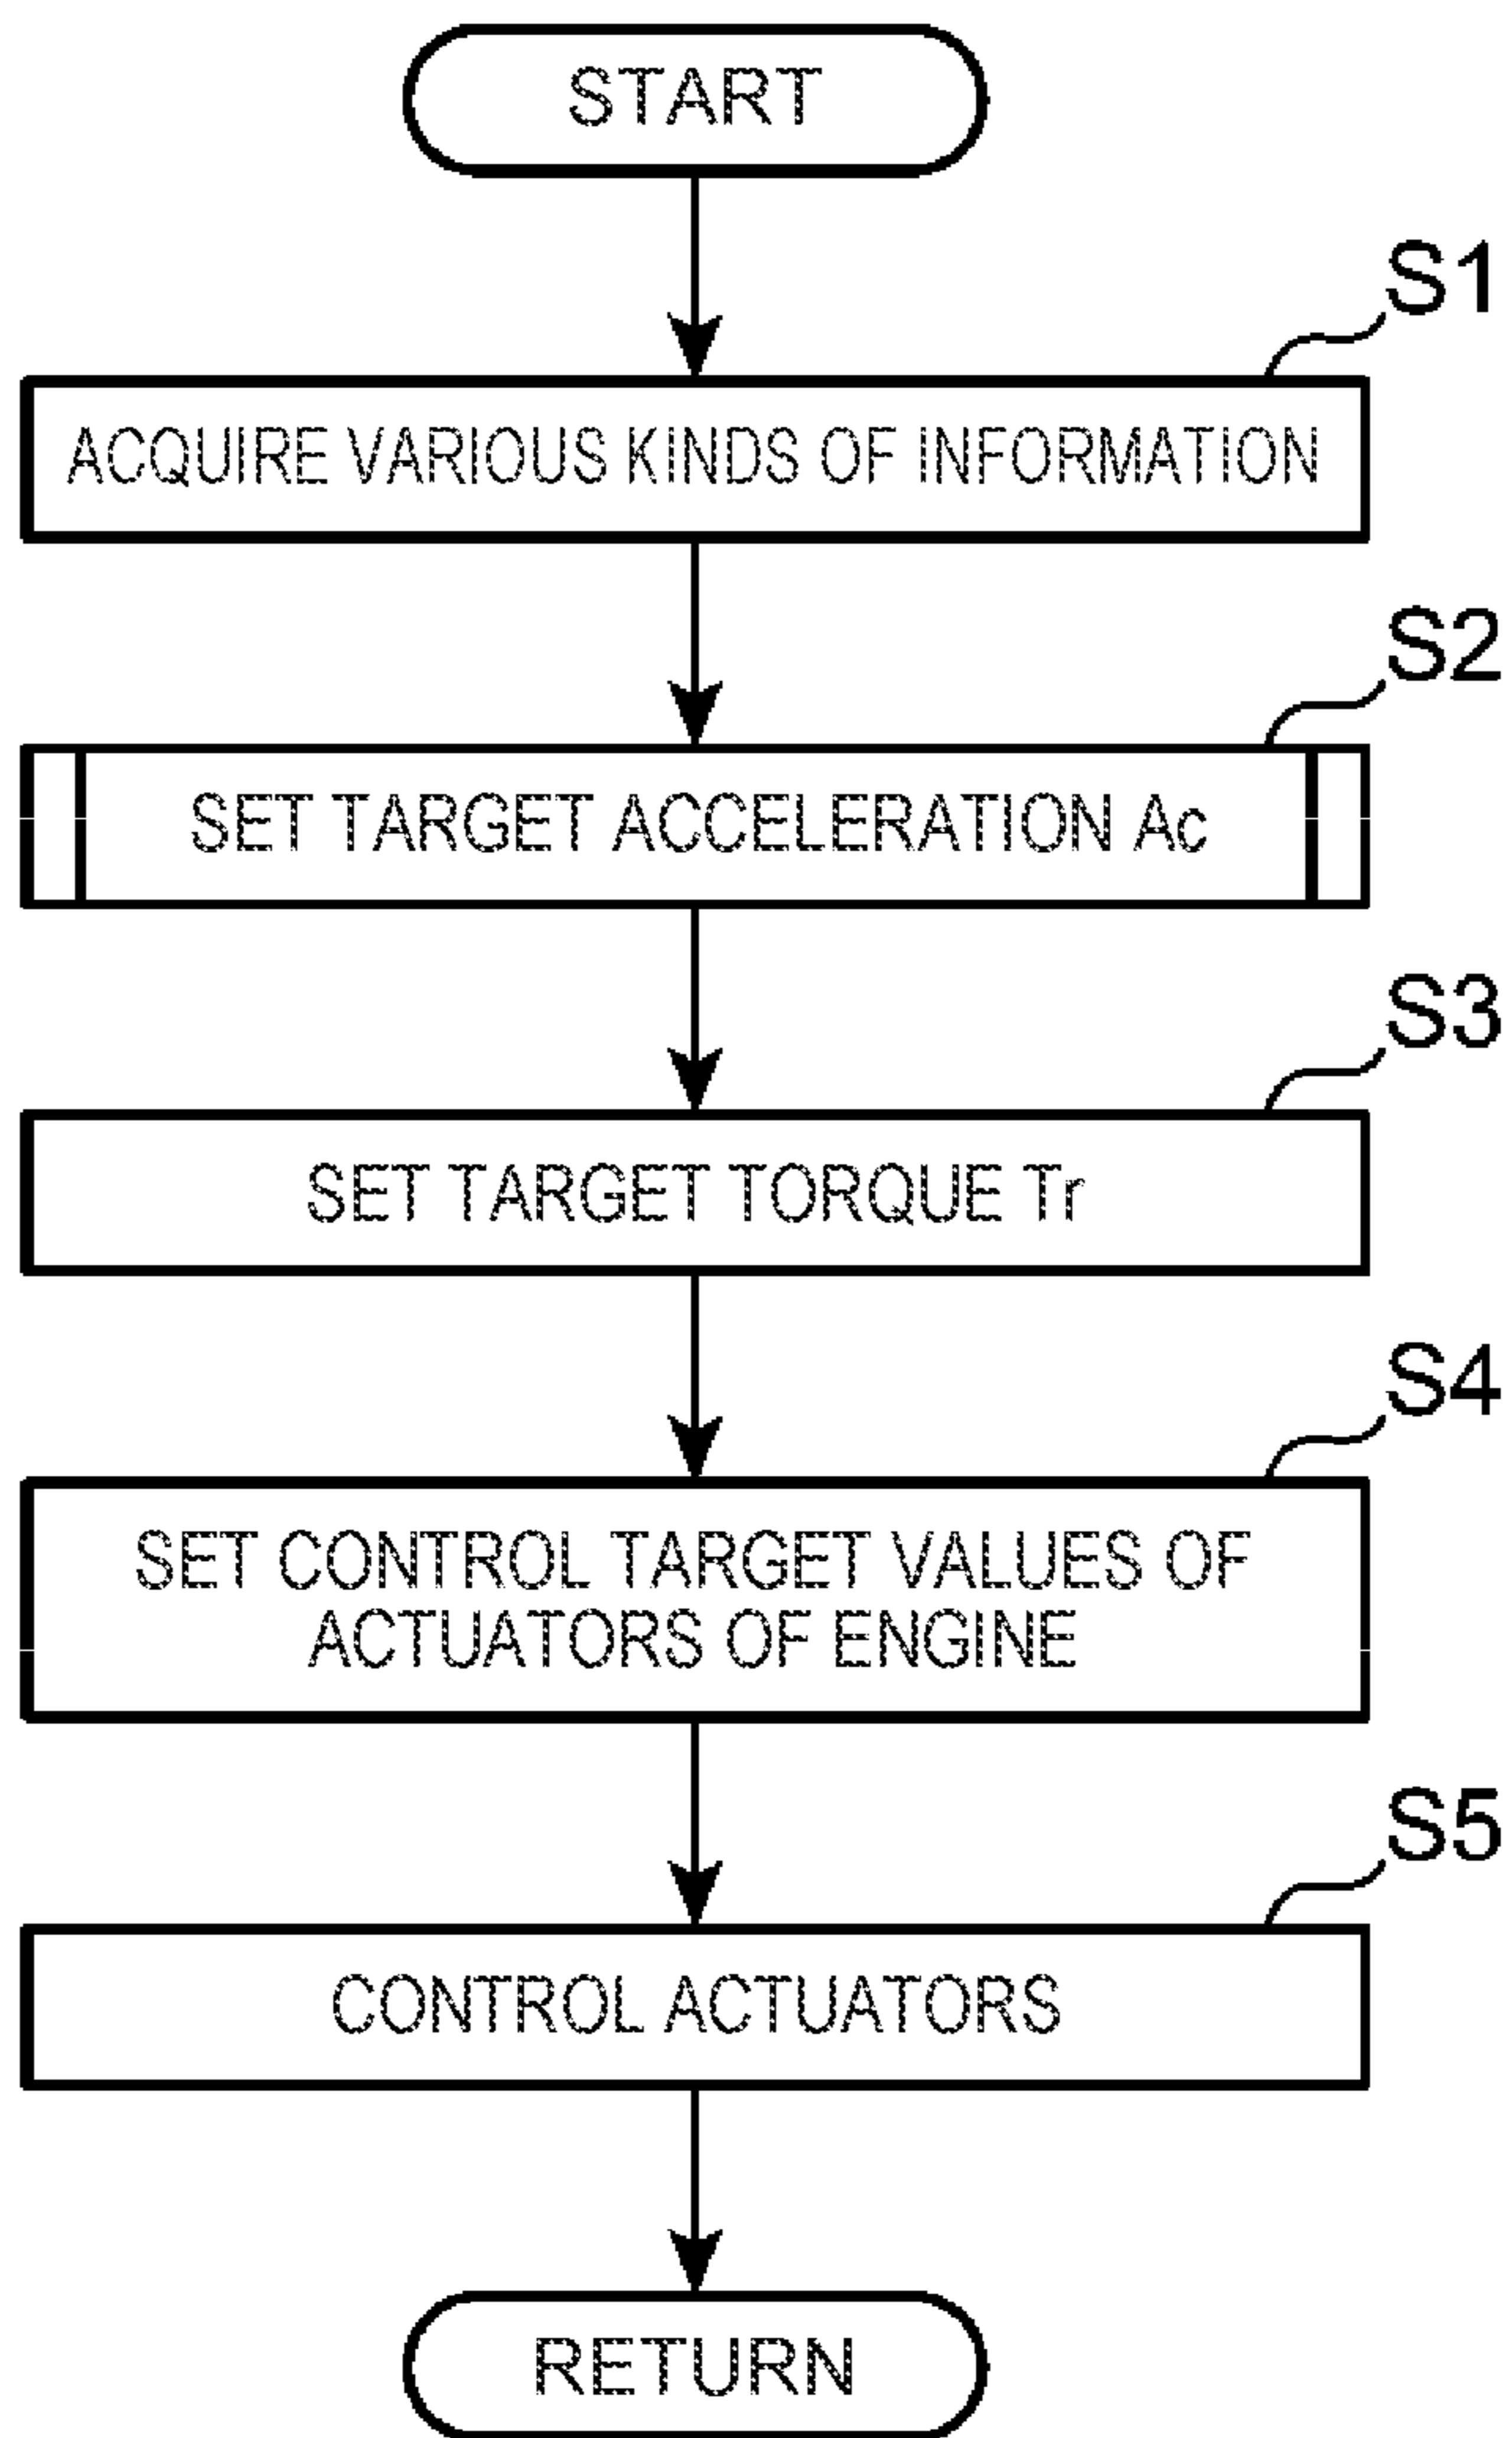 START
S1
ACQUIRE VARIOUS KINDS OF INFORMATION
S2
SET TARGET ACCELERATION Ac
S3
SET TARGET TORQUE Tr
S4
SET CONTROL TARGET VALUES OF
ACTUATORS OF ENGINE
S5
CONTROL ACTUATORS
RETURN